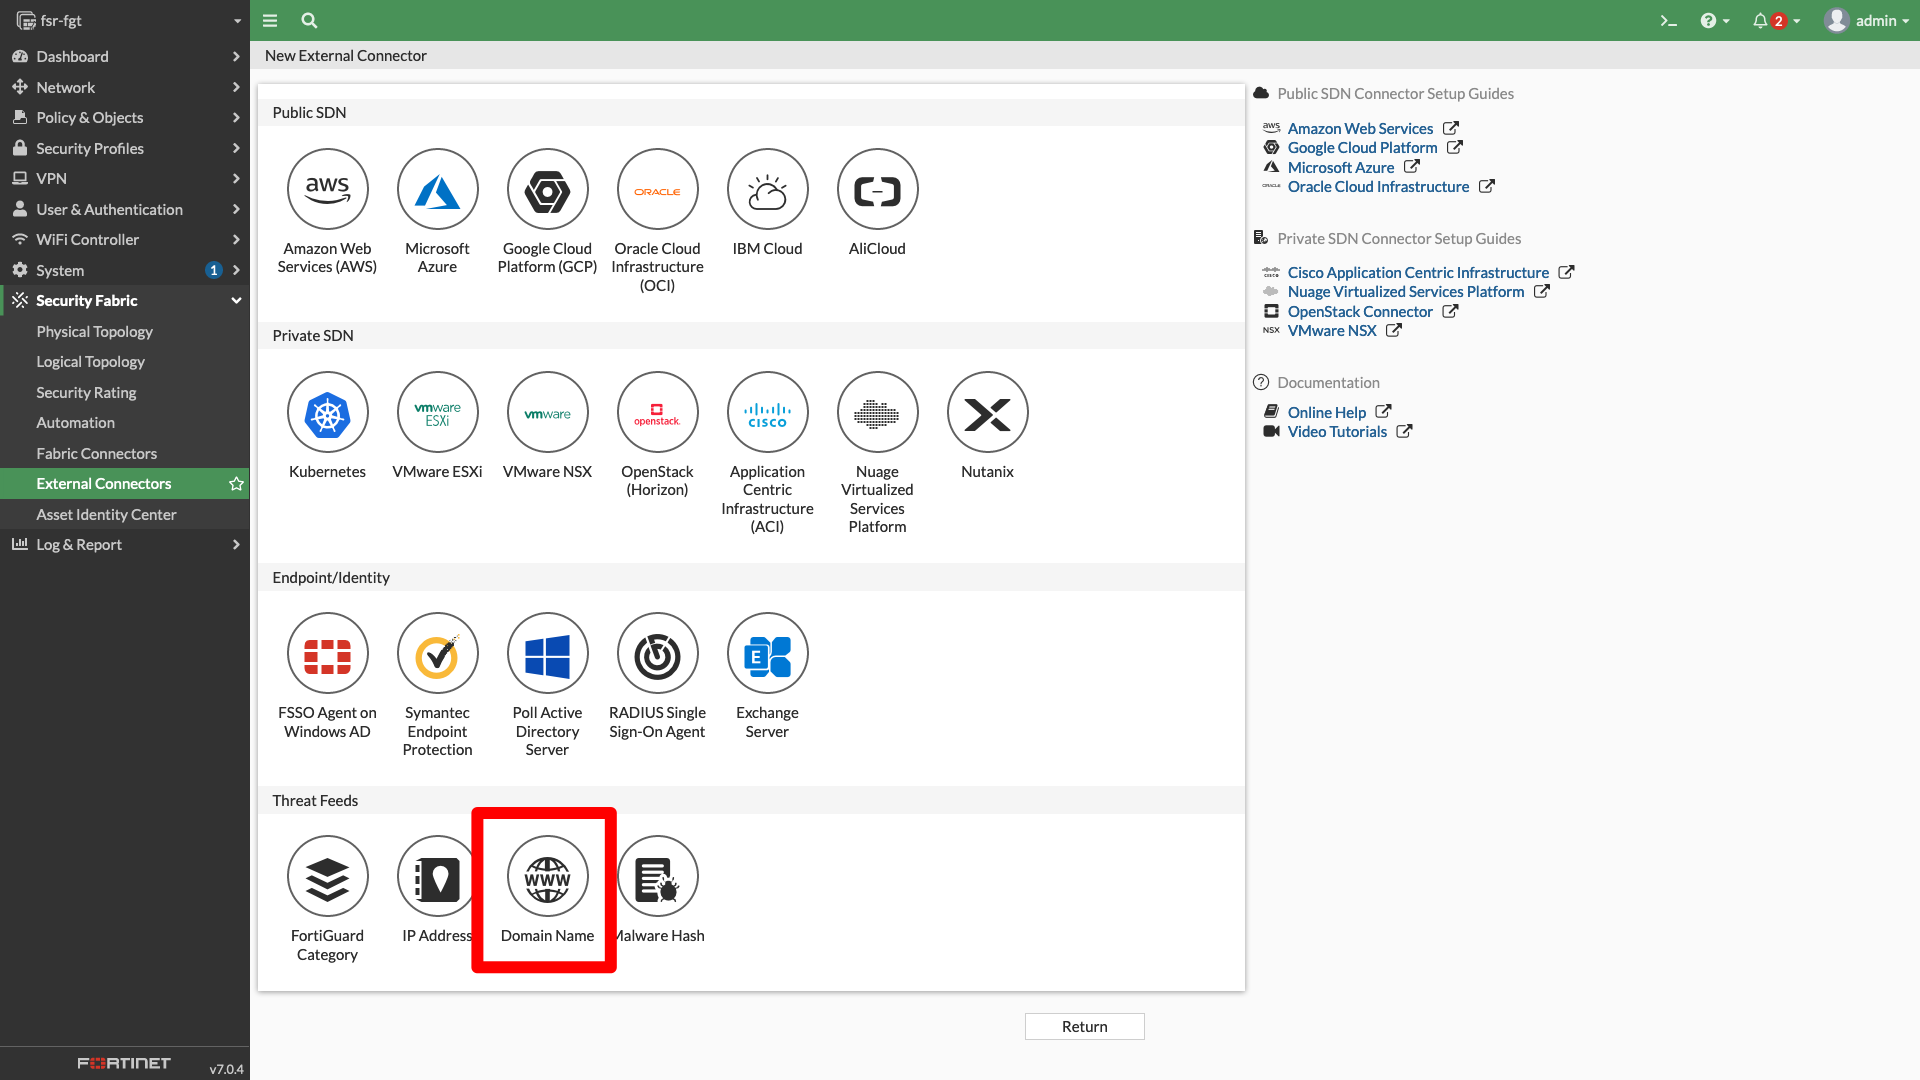 fsr-fgt
Dashboard
Network
Policy & Objects
Security Profiles
VPN
User & Authentication
WiFi Controller
System 1
Security Fabric
Physical Topology
Logical Topology
Security Rating
Automation
Fabric Connectors
External Connectors
Asset Identity Center
Log & Report
FORTINET
v7.0.4
>_ ? 2 admin
New External Connector
Public SDN
aws
ORACLE
Amazon Web
Services (AWS)
Microsoft
Azure
Google Cloud
Platform (GCP)
Oracle Cloud
Infrastructure
(OCI)
IBM Cloud
AliCloud
Private SDN
vmware
ESXi
vmware
openstack.
CISCO
Kubernetes
VMware ESXi
VMware NSX
OpenStack
(Horizon)
Application
Centric
Infrastructure
(ACI)
Nuage
Virtualized
Services
Platform
Nutanix
Endpoint/Identity
E
FSSO Agent on
Windows AD
Symantec
Endpoint
Protection
Poll Active
Directory
Server
RADIUS Single
Sign-On Agent
Exchange
Server
Threat Feeds
WWW
FortiGuard
Category
IP Address
Domain Name
Malware Hash
Return
Public SDN Connector Setup Guides
aws Amazon Web Services
Google Cloud Platform
Microsoft Azure
ORACLE Oracle Cloud Infrastructure
Private SDN Connector Setup Guides
CISCO Cisco Application Centric Infrastructure
Nuage Virtualized Services Platform
OpenStack Connector
NSX VMware NSX
? Documentation
Online Help
Video Tutorials